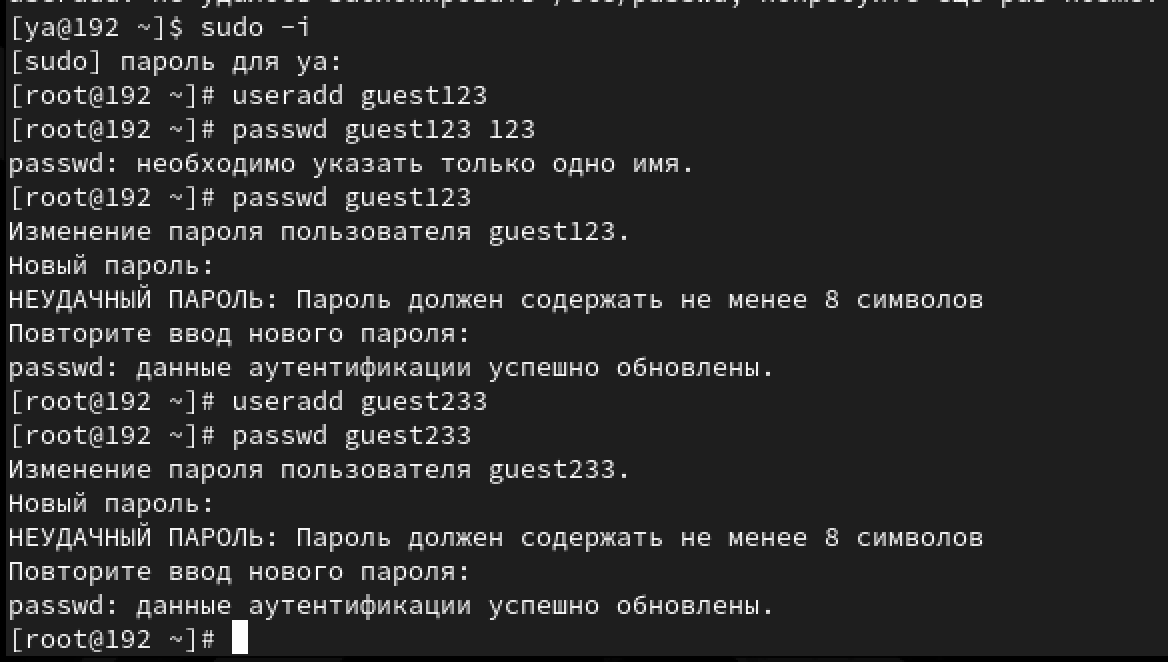 [ya@192 ~]$ sudo -i
[sudo] пароль для ya:
[root@192 ~]# useradd guest123
[root@192 ~]# passwd guest123 123
passwd: необходимо указать только одно имя.
[root@192 ~]# passwd guest123
Изменение пароля пользователя guest123.
Новый пароль:
НЕУДАЧНЫЙ ПАРОЛЬ: Пароль должен содержать не менее 8 символов
Повторите ввод нового пароля:
passwd: данные аутентификации успешно обновлены.
[root@192 ~]# useradd guest233
[root@192 ~]# passwd guest233
Изменение пароля пользователя guest233.
Новый пароль:
НЕУДАЧНЫЙ ПАРОЛЬ: Пароль должен содержать не менее 8 символов
Повторите ввод нового пароля:
passwd: данные аутентификации успешно обновлены.
[root@192 ~]#